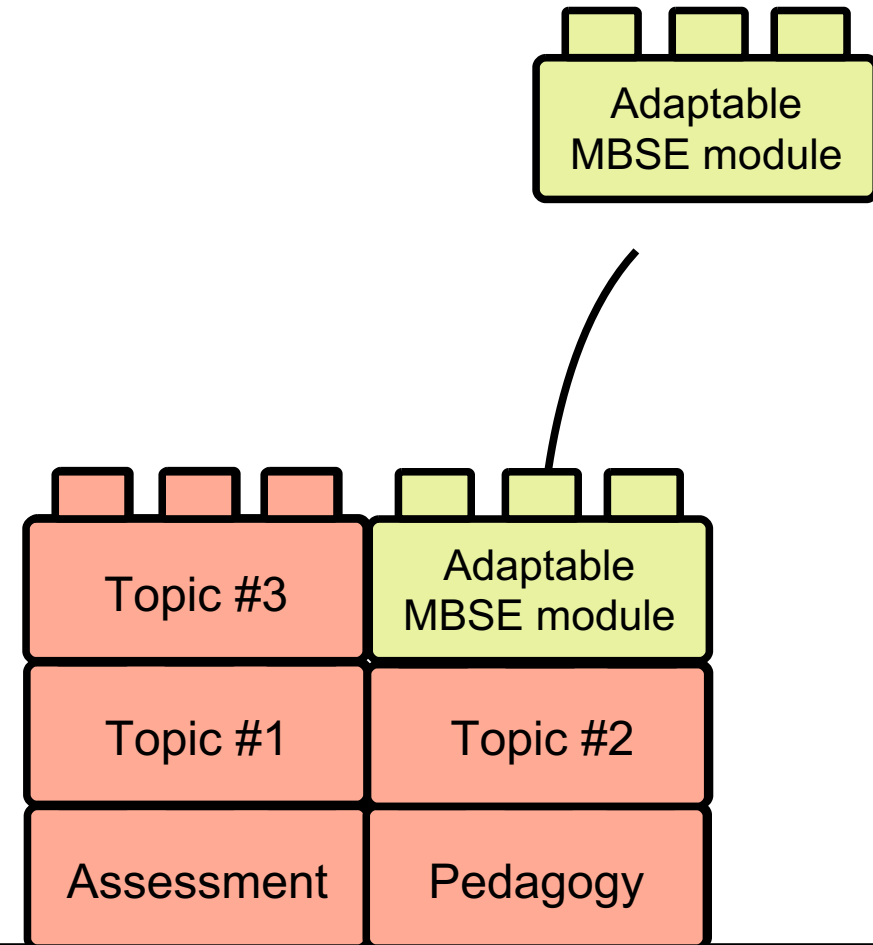 Adaptable
MBSE module
Topic #3
Adaptable
MBSE module
Topic #1
Topic #2
Assessment
Pedagogy